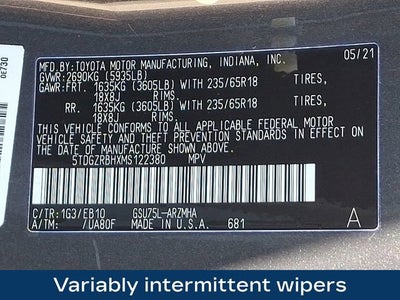 0E730
MFD.BY:TOYOTA MOTOR MANUFACTURING, INDIANA, INC. 05/21
GVWR:2690KG (5935LB)
GAWR:FRT. 1635KG (3605LB) WITH 235/65R18 TIRES,
18X8J RIMS.
RR. 1635KG (3605LB) WITH 235/65R18 TIRES,
18X8J RIMS.
THIS VEHICLE CONFORMS TO ALL APPLICABLE FEDERAL MOTOR
VEHICLE SAFETY AND THEFT PREVENTION STANDARDS IN EFFECT
ON THE DATE OF MANUFACTURE SHOWN ABOVE.
5TDGZRBHXMS122380 MPV
C/TR:1G3/EB10 GSU75L-ARZMHA
A/TM: /UA80F MADE IN U.S.A. 681 A
Variably intermittent wipers